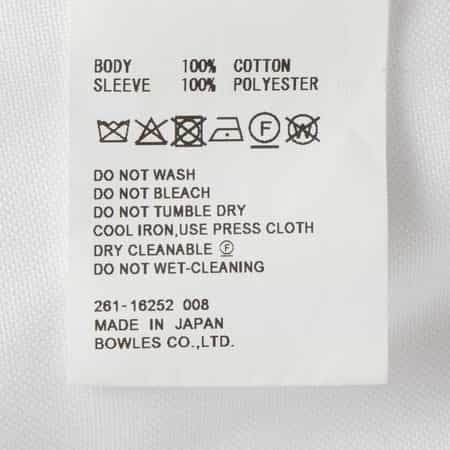 BODY 100% COTTON
SLEEVE 100% POLYESTER
F W
DO NOT WASH
DO NOT BLEACH
DO NOT TUMBLE DRY
COOL IRON,USE PRESS CLOTH
DRY CLEANABLE Ⓕ
DO NOT WET-CLEANING
261-16252 008
MADE IN JAPAN
BOWLES CO.,LTD.